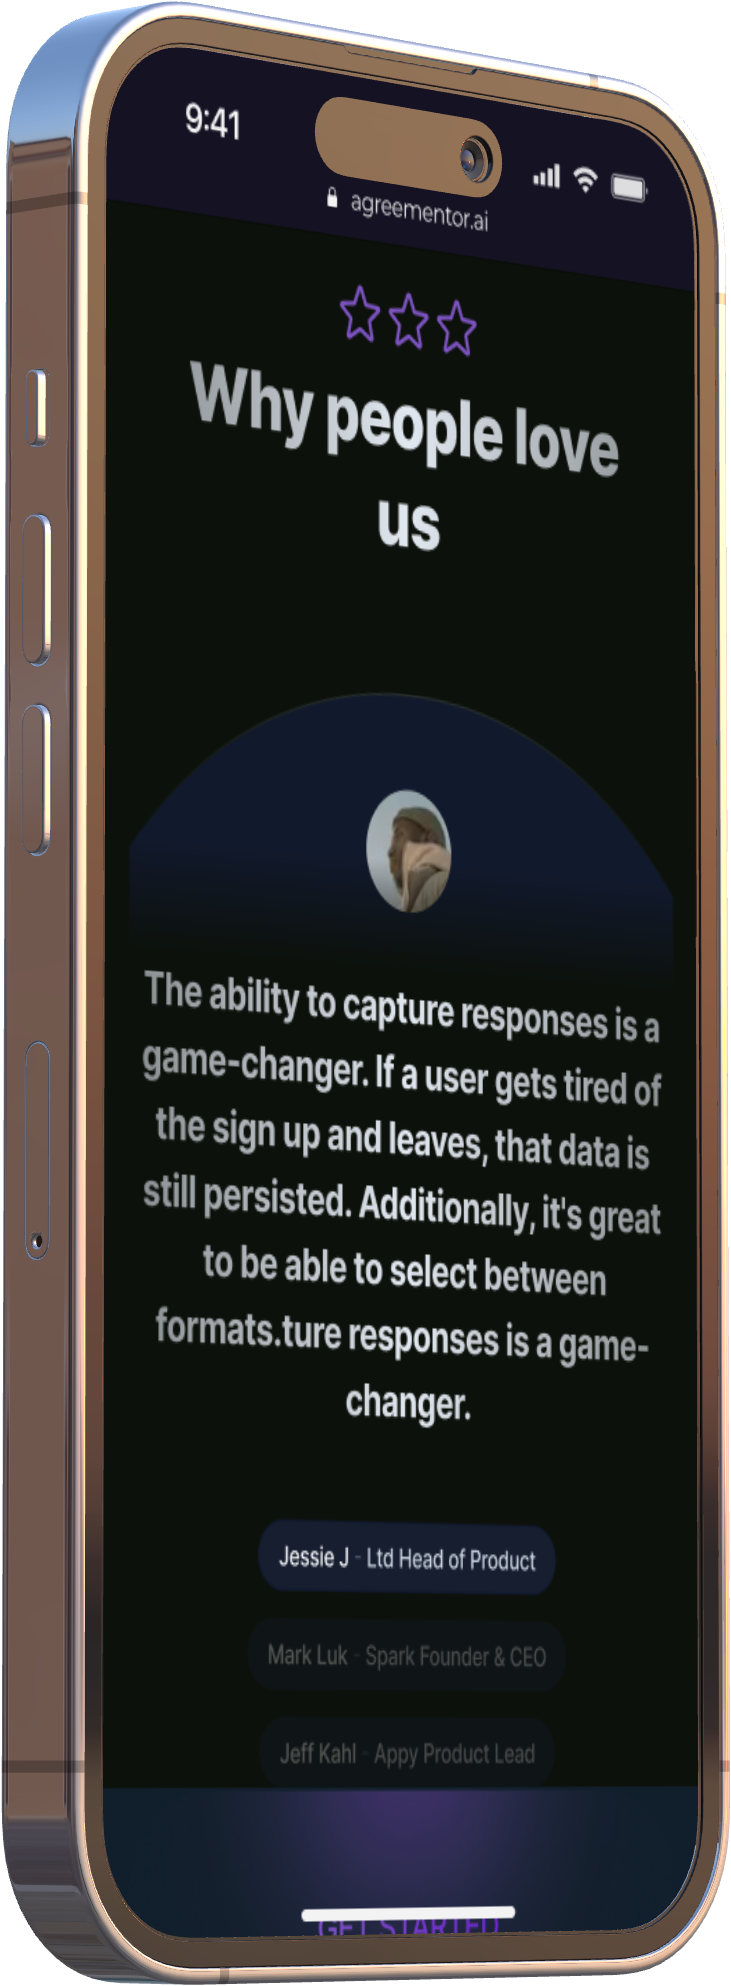 9:41
agreementor.ai
Why people love
us
The ability to capture responses is a
game-changer. If a user gets tired of
the sign up and leaves, that data is
still persisted. Additionally, it's great
to be able to select between
formats.ture responses is a game-
changer.
Jessie J - Ltd Head of Product
Mark Luk - Spark Founder & CEO
Jeff Kahl - Appy Product Lead
GET STARTED